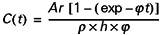 C(t) = Ar [1 – (exp – φt)] / ρ × h × φ